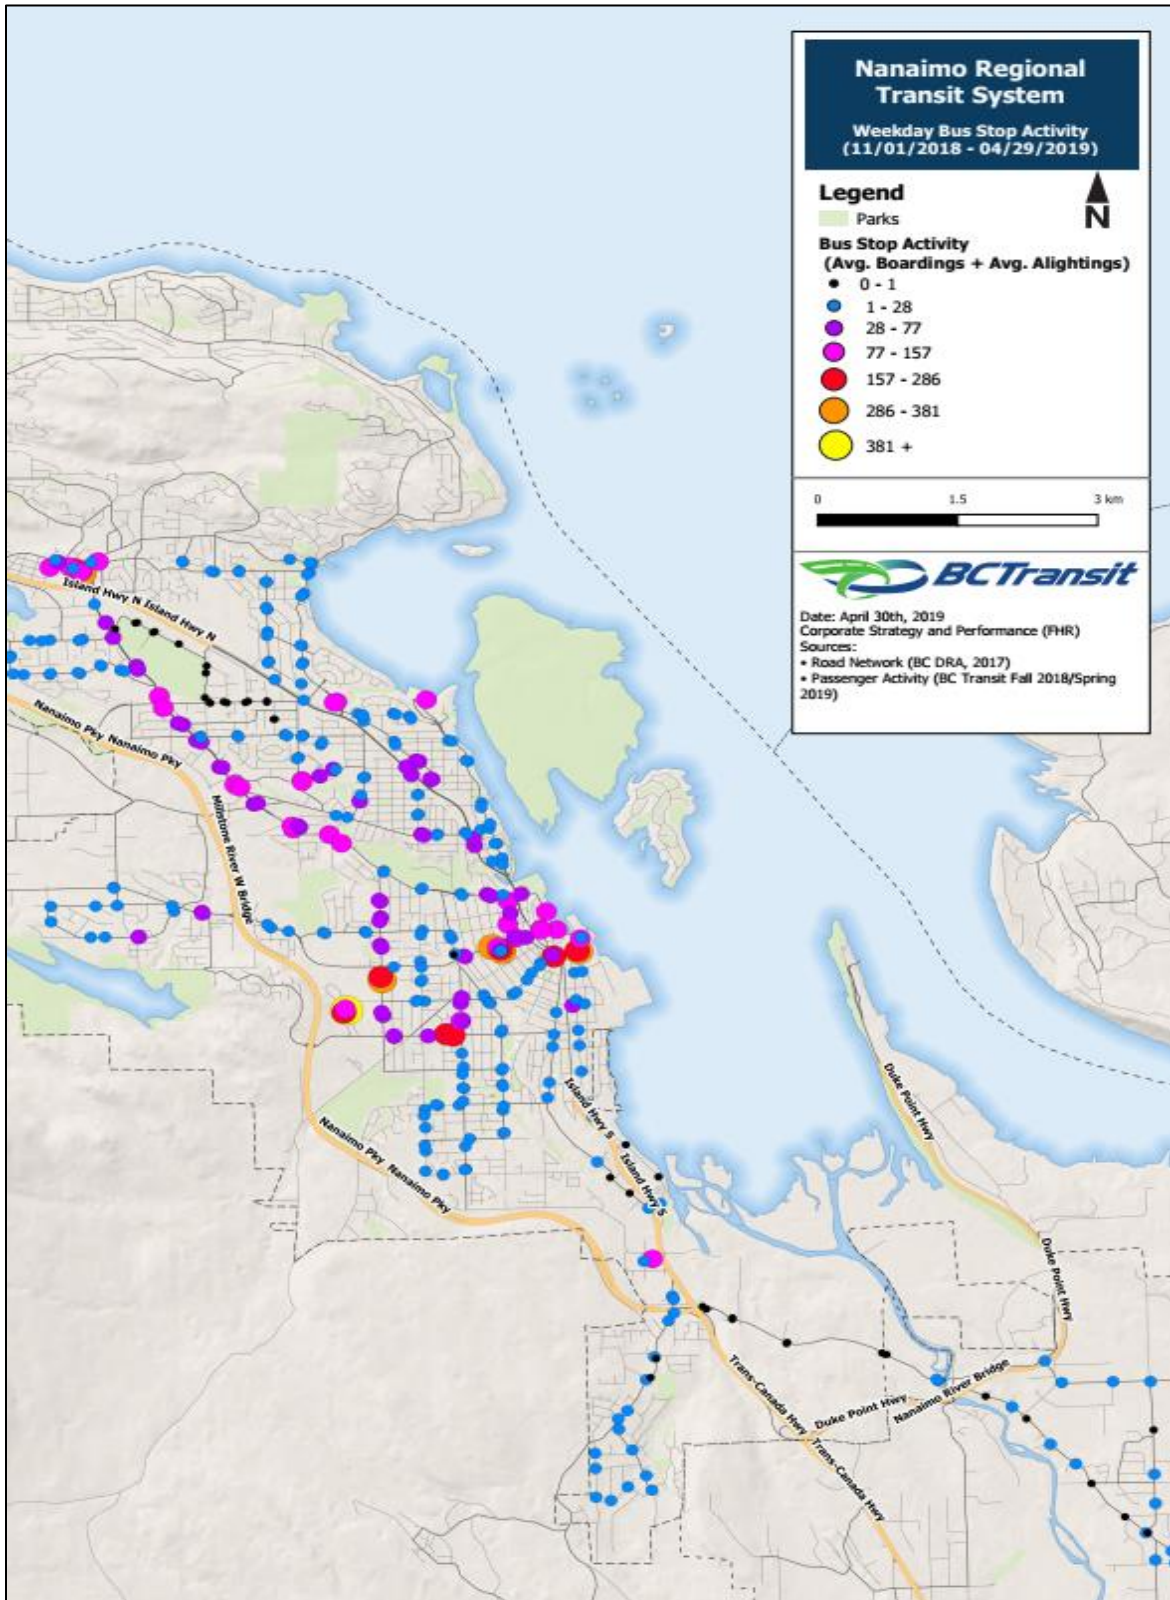 Nanaimo Regional
Transit System
Weekday Bus Stop Activity
(11/01/2018 - 04/29/2019)
Legend
Parks
N
Bus Stop Activity
(Avg. Boardings + Avg. Alightings)
0 - 1
1 - 28
28 - 77
77 - 157
157 - 286
286 - 381
381 +
0 1.5 3 km
BCTransit
Date: April 30th, 2019
Corporate Strategy and Performance (FHR)
Sources:
• Road Network (BC DRA, 2017)
• Passenger Activity (BC Transit Fall 2018/Spring
2019)
Island Hwy N Island Hwy N
Nanaimo Pky Nanaimo Pky
Millstone River W Bridge
Nanaimo Pky Nanaimo Pky
Island Hwy S
Island Hwy S
Duke Point Hwy
Duke Point Hwy
Trans-Canada Hwy
Duke Point Hwy
Nanaimo River Bridge
Trans-Canada Hwy